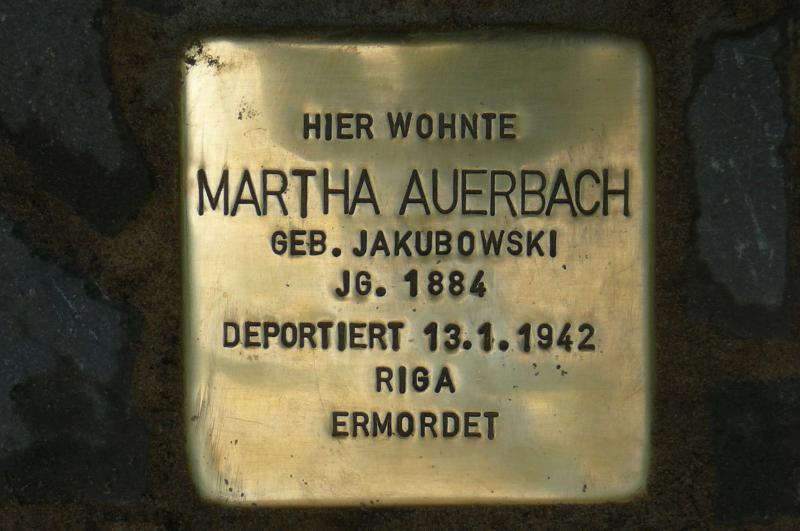 HIER WOHNTE
MARTHA AUERBACH
GEB. JAKUBOWSKI
JG. 1884
DEPORTIERT 13.1.1942
RIGA
ERMORDET